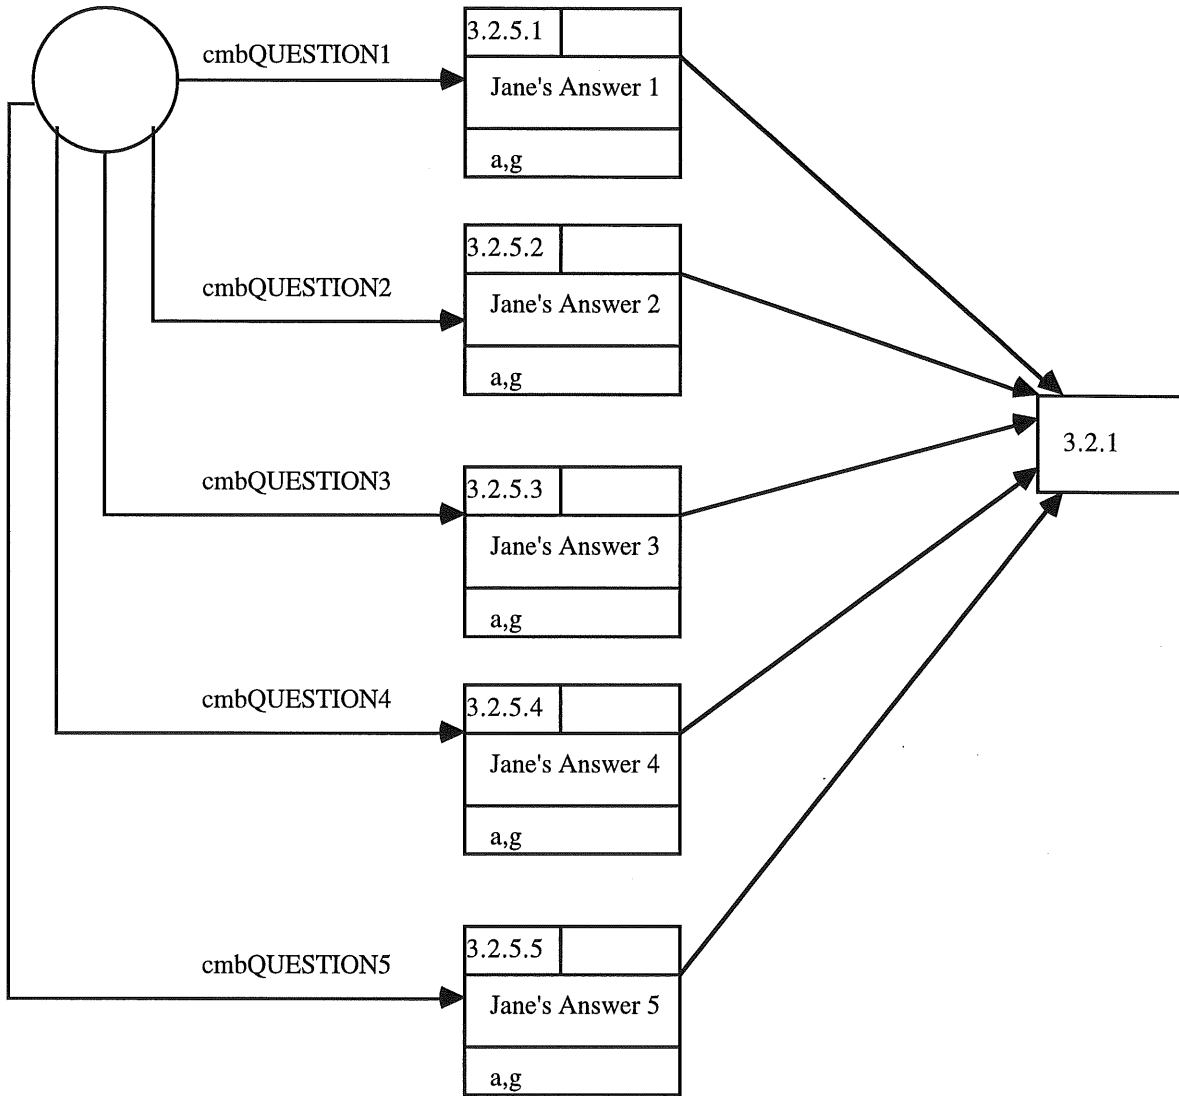 cmbQUESTION1
3.2.5.1
Jane's Answer 1
a,g
cmbQUESTION2
3.2.5.2
Jane's Answer 2
a,g
3.2.1
cmbQUESTION3
3.2.5.3
Jane's Answer 3
a,g
cmbQUESTION4
3.2.5.4
Jane's Answer 4
a,g
cmbQUESTION5
3.2.5.5
Jane's Answer 5
a,g